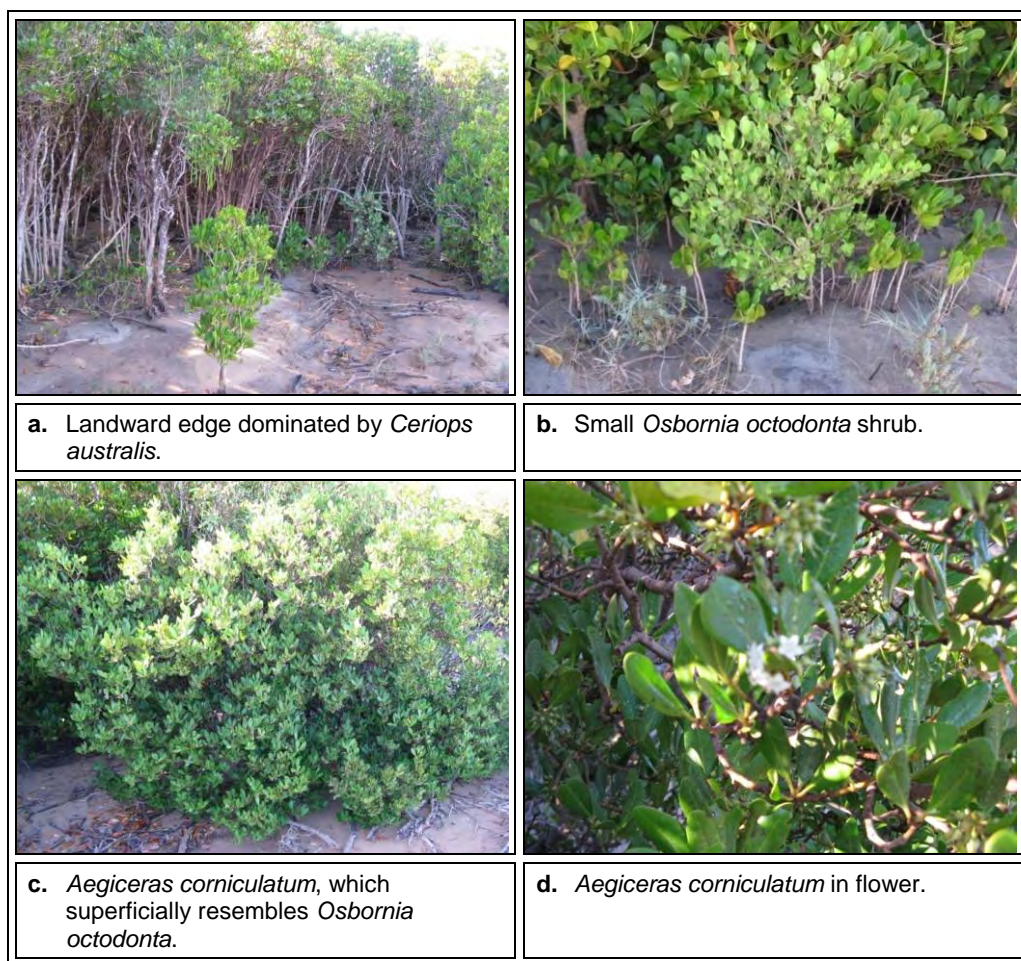 a. Landward edge dominated by Ceriops
australis.
b. Small Osbornia octodonta shrub.
c. Aegiceras corniculatum, which
superficially resembles Osbornia
octodonta.
d. Aegiceras corniculatum in flower.